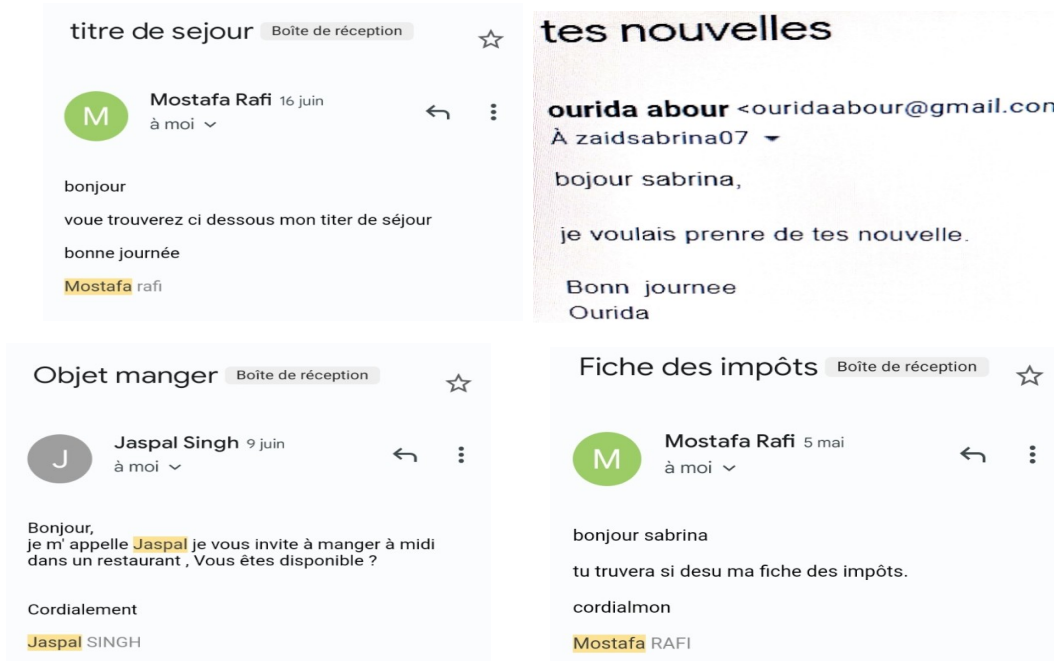 titre de sejour Boîte de réception
M
Mostafa Rafi 16 juin
à moi
bonjour
voue trouverez ci dessous mon titer de séjour
bonne journée
Mostafa rafi
tes nouvelles
ourida abour <ouridaabour@gmail.con
À zaidsabrina07
bojour sabrina,
je voulais prenre de tes nouvelle.
Bonn journee
Ourida
Objet manger Boîte de réception
J
Jaspal Singh 9 juin
à moi
Bonjour,
je m' appelle Jaspal je vous invite à manger à midi
dans un restaurant , Vous êtes disponible ?
Cordialement
Jaspal SINGH
Fiche des impôts Boîte de réception
M
Mostafa Rafi 5 mai
à moi
bonjour sabrina
tu truvera si desu ma fiche des impôts.
cordialmon
Mostafa RAFI